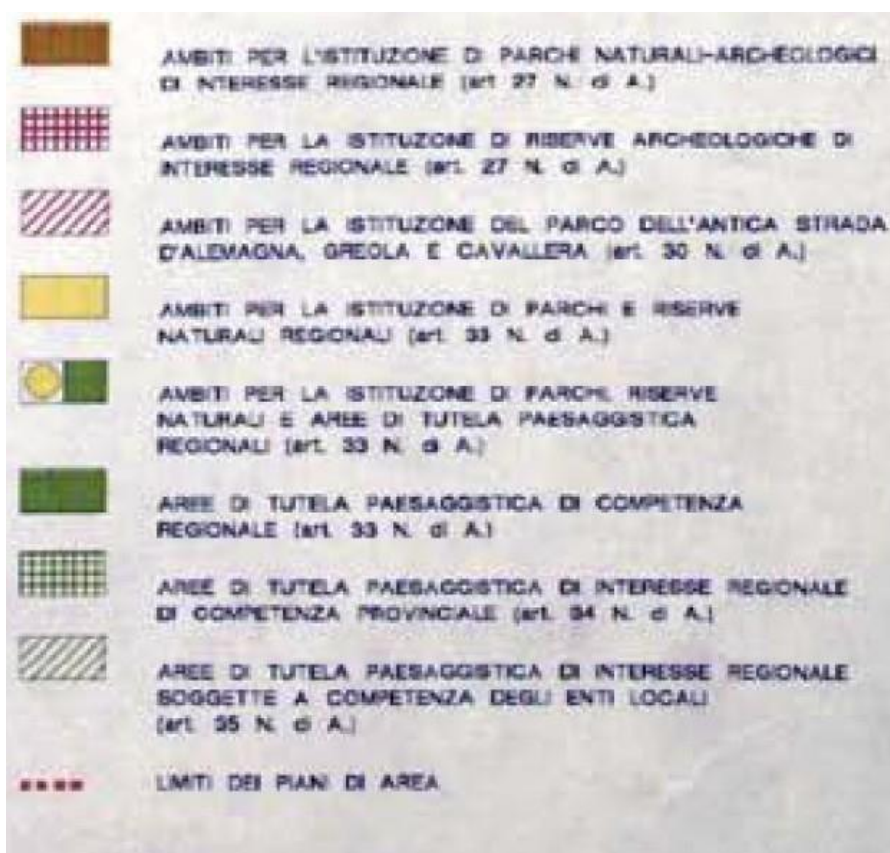 AMBITI PER L'ISTITUZIONE DI PARCHI NATURALI-ARCHEOLOGICI
DI INTERESSE REGIONALE (art 27 N. di A.)
AMBITI PER LA ISTITUZIONE DI RISERVE ARCHEOLOGICHE DI
INTERESSE REGIONALE (art. 27 N. di A.)
AMBITI PER LA ISTITUZIONE DEL PARCO DELL'ANTICA STRADA
D'ALEMAGNA, GREOLA E CAVALLERA (art. 30 N. di A.)
AMBITI PER LA ISTITUZIONE DI PARCHI E RISERVE
NATURALI REGIONALI (art. 33 N. di A.)
AMBITI PER LA ISTITUZIONE DI PARCHI, RISERVE
NATURALI E AREE DI TUTELA PAESAGGISTICA
REGIONALI (art. 33 N. di A.)
AREE DI TUTELA PAESAGGISTICA DI COMPETENZA
REGIONALE (art. 33 N. di A.)
AREE DI TUTELA PAESAGGISTICA DI INTERESSE REGIONALE
DI COMPETENZA PROVINCIALE (art. 34 N. di A.)
AREE DI TUTELA PAESAGGISTICA DI INTERESSE REGIONALE
SOGGETTE A COMPETENZA DEGLI ENTI LOCALI
(art. 35 N. di A.)
LIMITI DEI PIANI DI AREA